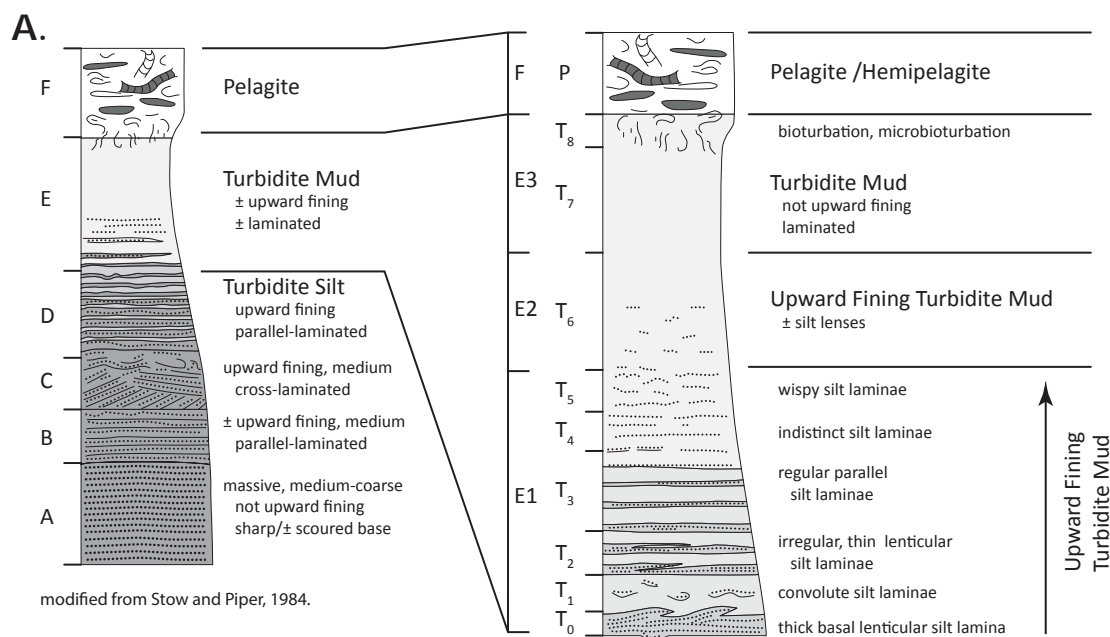 A.
F
Pelagite
E
Turbidite Mud
± upward fining
± laminated
D
Turbidite Silt
upward fining
parallel-laminated
C
upward fining, medium
cross-laminated
B
± upward fining, medium
parallel-laminated
A
massive, medium-coarse
not upward fining
sharp/± scoured base
modified from Stow and Piper, 1984.
F P Pelagite /Hemipelagite
T8 bioturbation, microbioturbation
E3
T7
Turbidite Mud
not upward fining
laminated
E2
T6
Upward Fining Turbidite Mud
± silt lenses
E1
T5 wispy silt laminae
T4 indistinct silt laminae
T3 regular parallel
silt laminae
T2 irregular, thin lenticular
silt laminae
T1 convolute silt laminae
T0 thick basal lenticular silt lamina
Upward Fining
Turbidite Mud